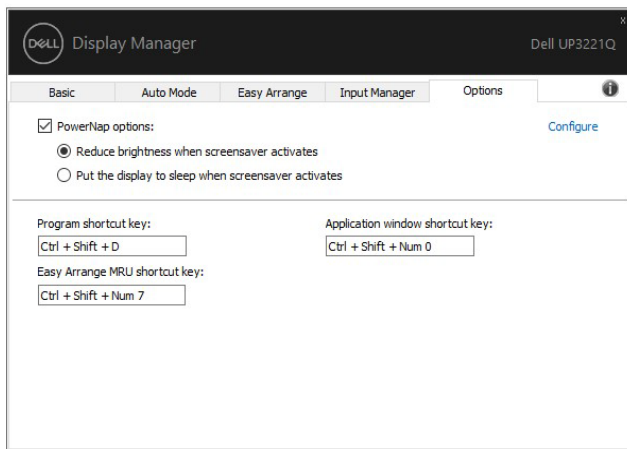 x
DELL Display Manager Dell UP3221Q
Basic Auto Mode Easy Arrange Input Manager Options i
PowerNap options: Configure
Reduce brightness when screensaver activates
Put the display to sleep when screensaver activates
Program shortcut key: Application window shortcut key:
Ctrl + Shift + D Ctrl + Shift + Num 0
Easy Arrange MRU shortcut key:
Ctrl + Shift + Num 7